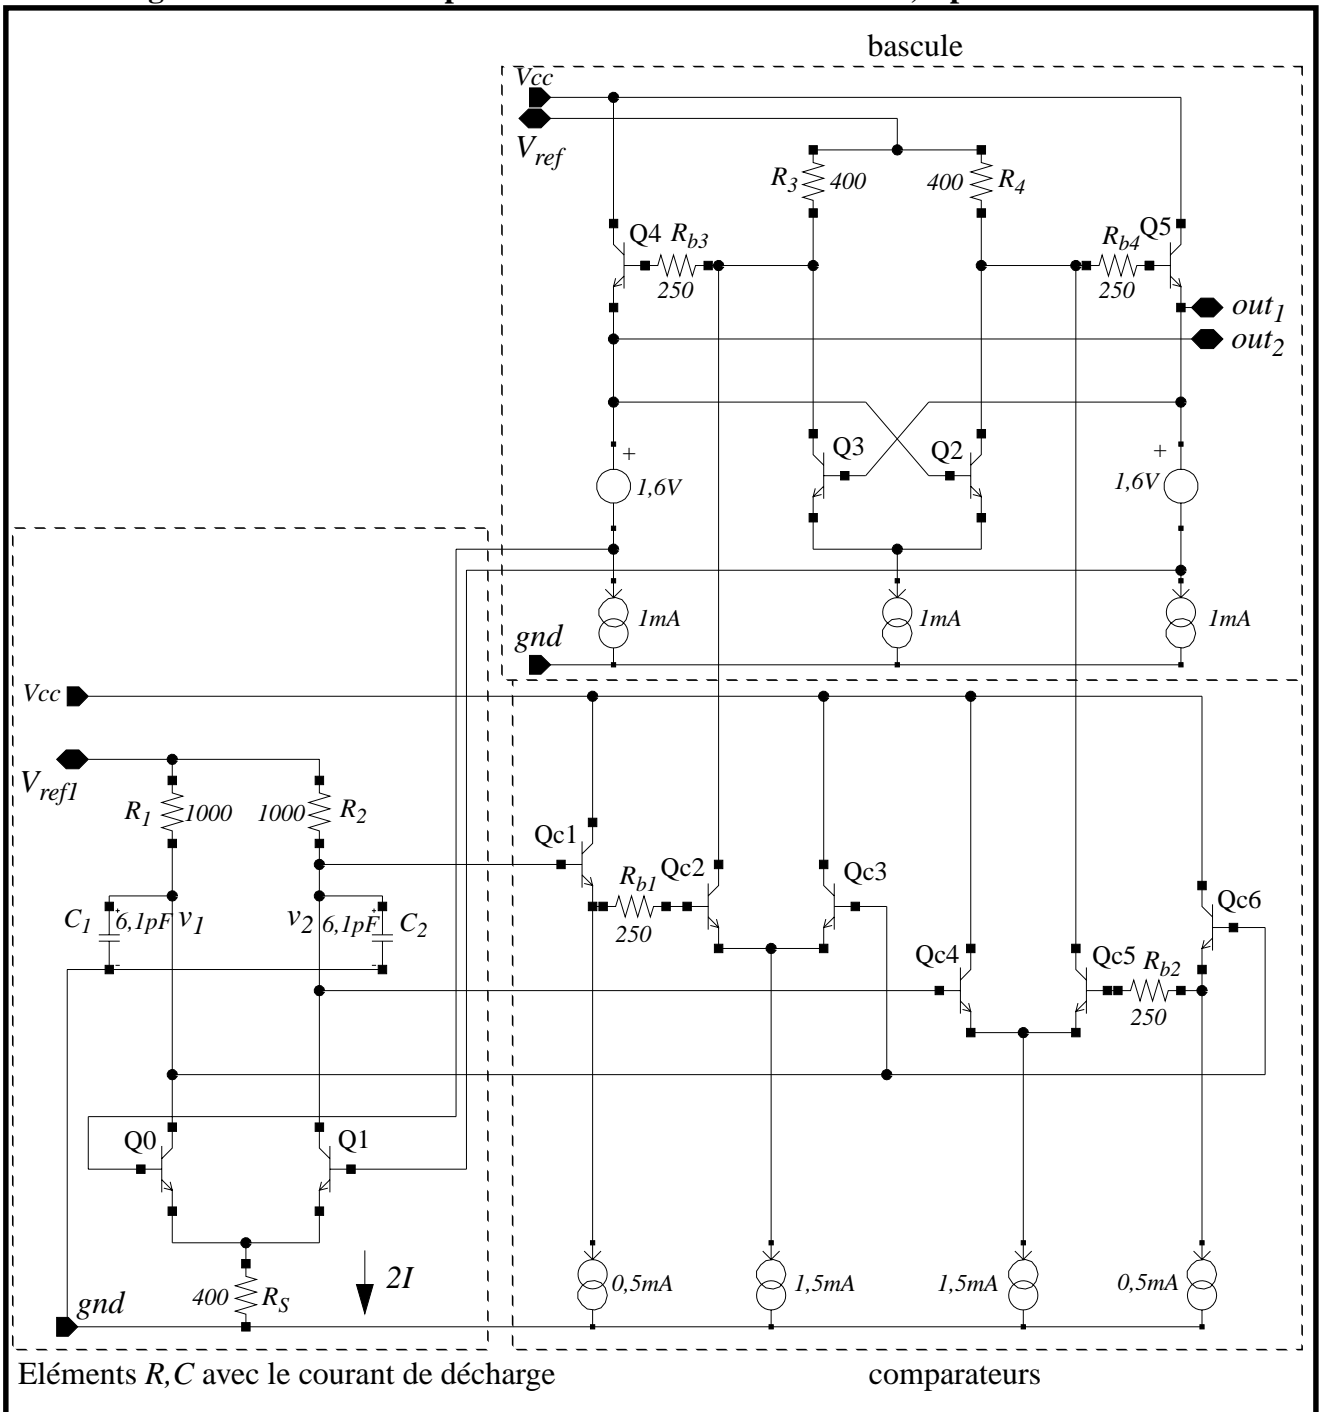 bascule
Vcc
Vref
R3 400
400 R4
Q4 Rb3
250
Rb4 Q5
250
out1
out2
Q3 Q2
+
1,6V
+
1,6V
1mA
1mA
1mA
gnd
Vcc
Vref1
R1 1000
1000 R2
Qc1
Rb1
250
Qc2
Qc3
Qc6
C1 6,1pF v1
v2 6,1pF C2
+
-
+
-
Qc4
Qc5 Rb2
250
Q0
Q1
2I
400 RS
gnd
0,5mA
1,5mA
1,5mA
0,5mA
Eléments R,C avec le courant de décharge
comparateurs